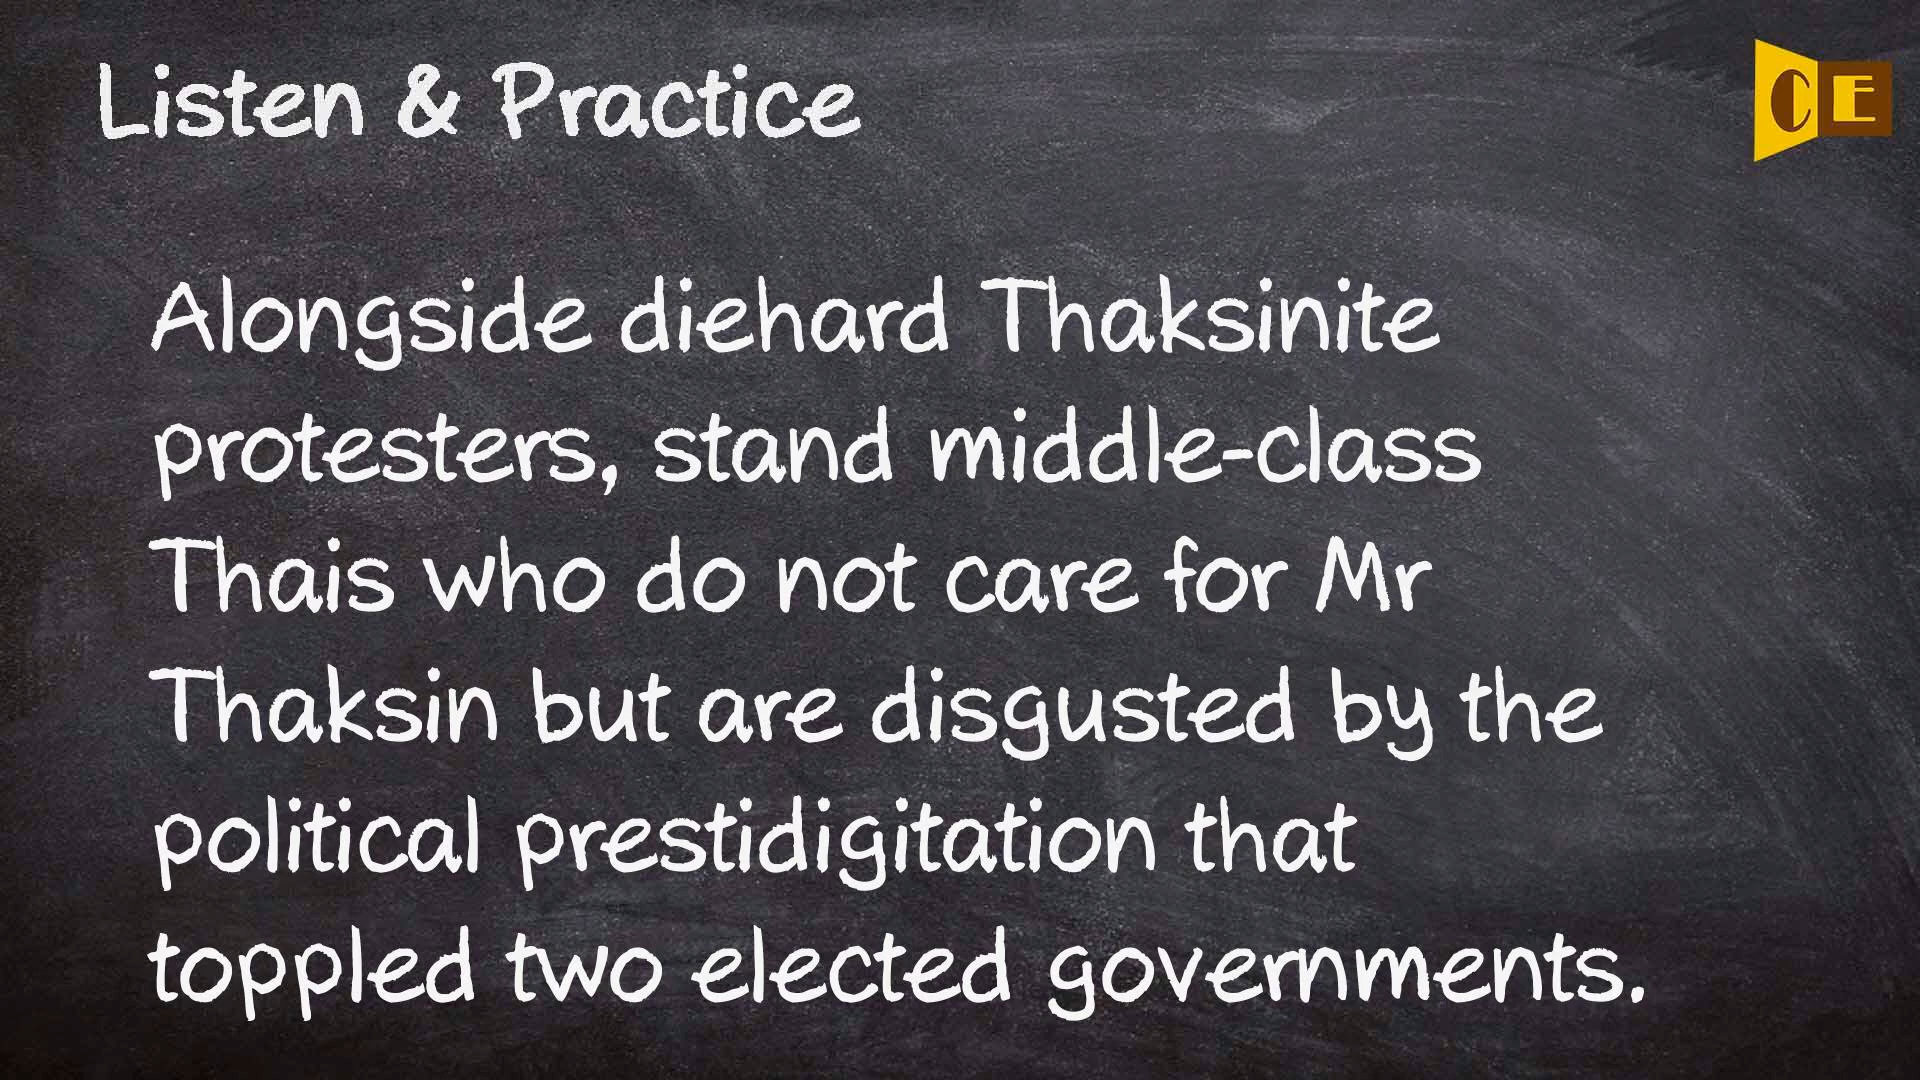 Listen & Practice
CE
Alongside diehard Thaksinite
protesters, stand middle-class
Thais who do not care for Mr
Thaksin but are disgusted by the
political prestidigitation that
toppled two elected governments.